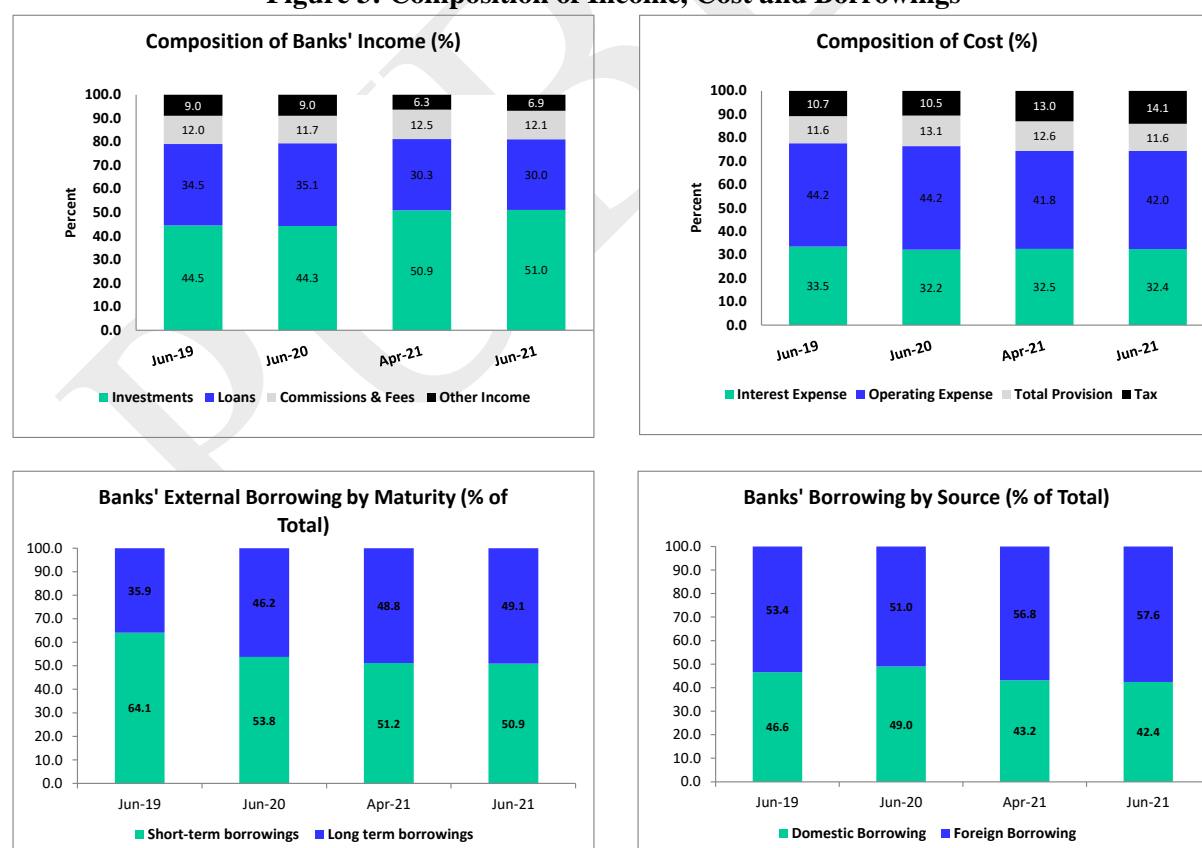 Figure 3: Composition of Income, Cost and Borrowings
Composition of Banks' Income (%)
Percent
100.0
90.0
80.0
70.0
60.0
50.0
40.0
30.0
20.0
10.0
0.0
9.0 9.0 6.3 6.9
12.0 11.7 12.5 12.1
34.5 35.1 30.3 30.0
44.5 44.3 50.9 51.0
Jun-19 Jun-20 Apr-21 Jun-21
Investments Loans Commissions & Fees Other Income
Composition of Cost (%)
Percent
100.0
90.0
80.0
70.0
60.0
50.0
40.0
30.0
20.0
10.0
0.0
10.7 10.5 13.0 14.1
11.6 13.1 12.6 11.6
44.2 44.2 41.8 42.0
33.5 32.2 32.5 32.4
Jun-19 Jun-20 Apr-21 Jun-21
Interest Expense Operating Expense Total Provision Tax
Banks' External Borrowing by Maturity (% of
Total)
100.0
90.0
80.0
70.0
60.0
50.0
40.0
30.0
20.0
10.0
0.0
35.9 46.2 48.8 49.1
64.1 53.8 51.2 50.9
Jun-19 Jun-20 Apr-21 Jun-21
Short-term borrowings Long term borrowings
Banks' Borrowing by Source (% of Total)
100.0
90.0
80.0
70.0
60.0
50.0
40.0
30.0
20.0
10.0
0.0
53.4 51.0 56.8 57.6
46.6 49.0 43.2 42.4
Jun-19 Jun-20 Apr-21 Jun-21
Domestic Borrowing Foreign Borrowing